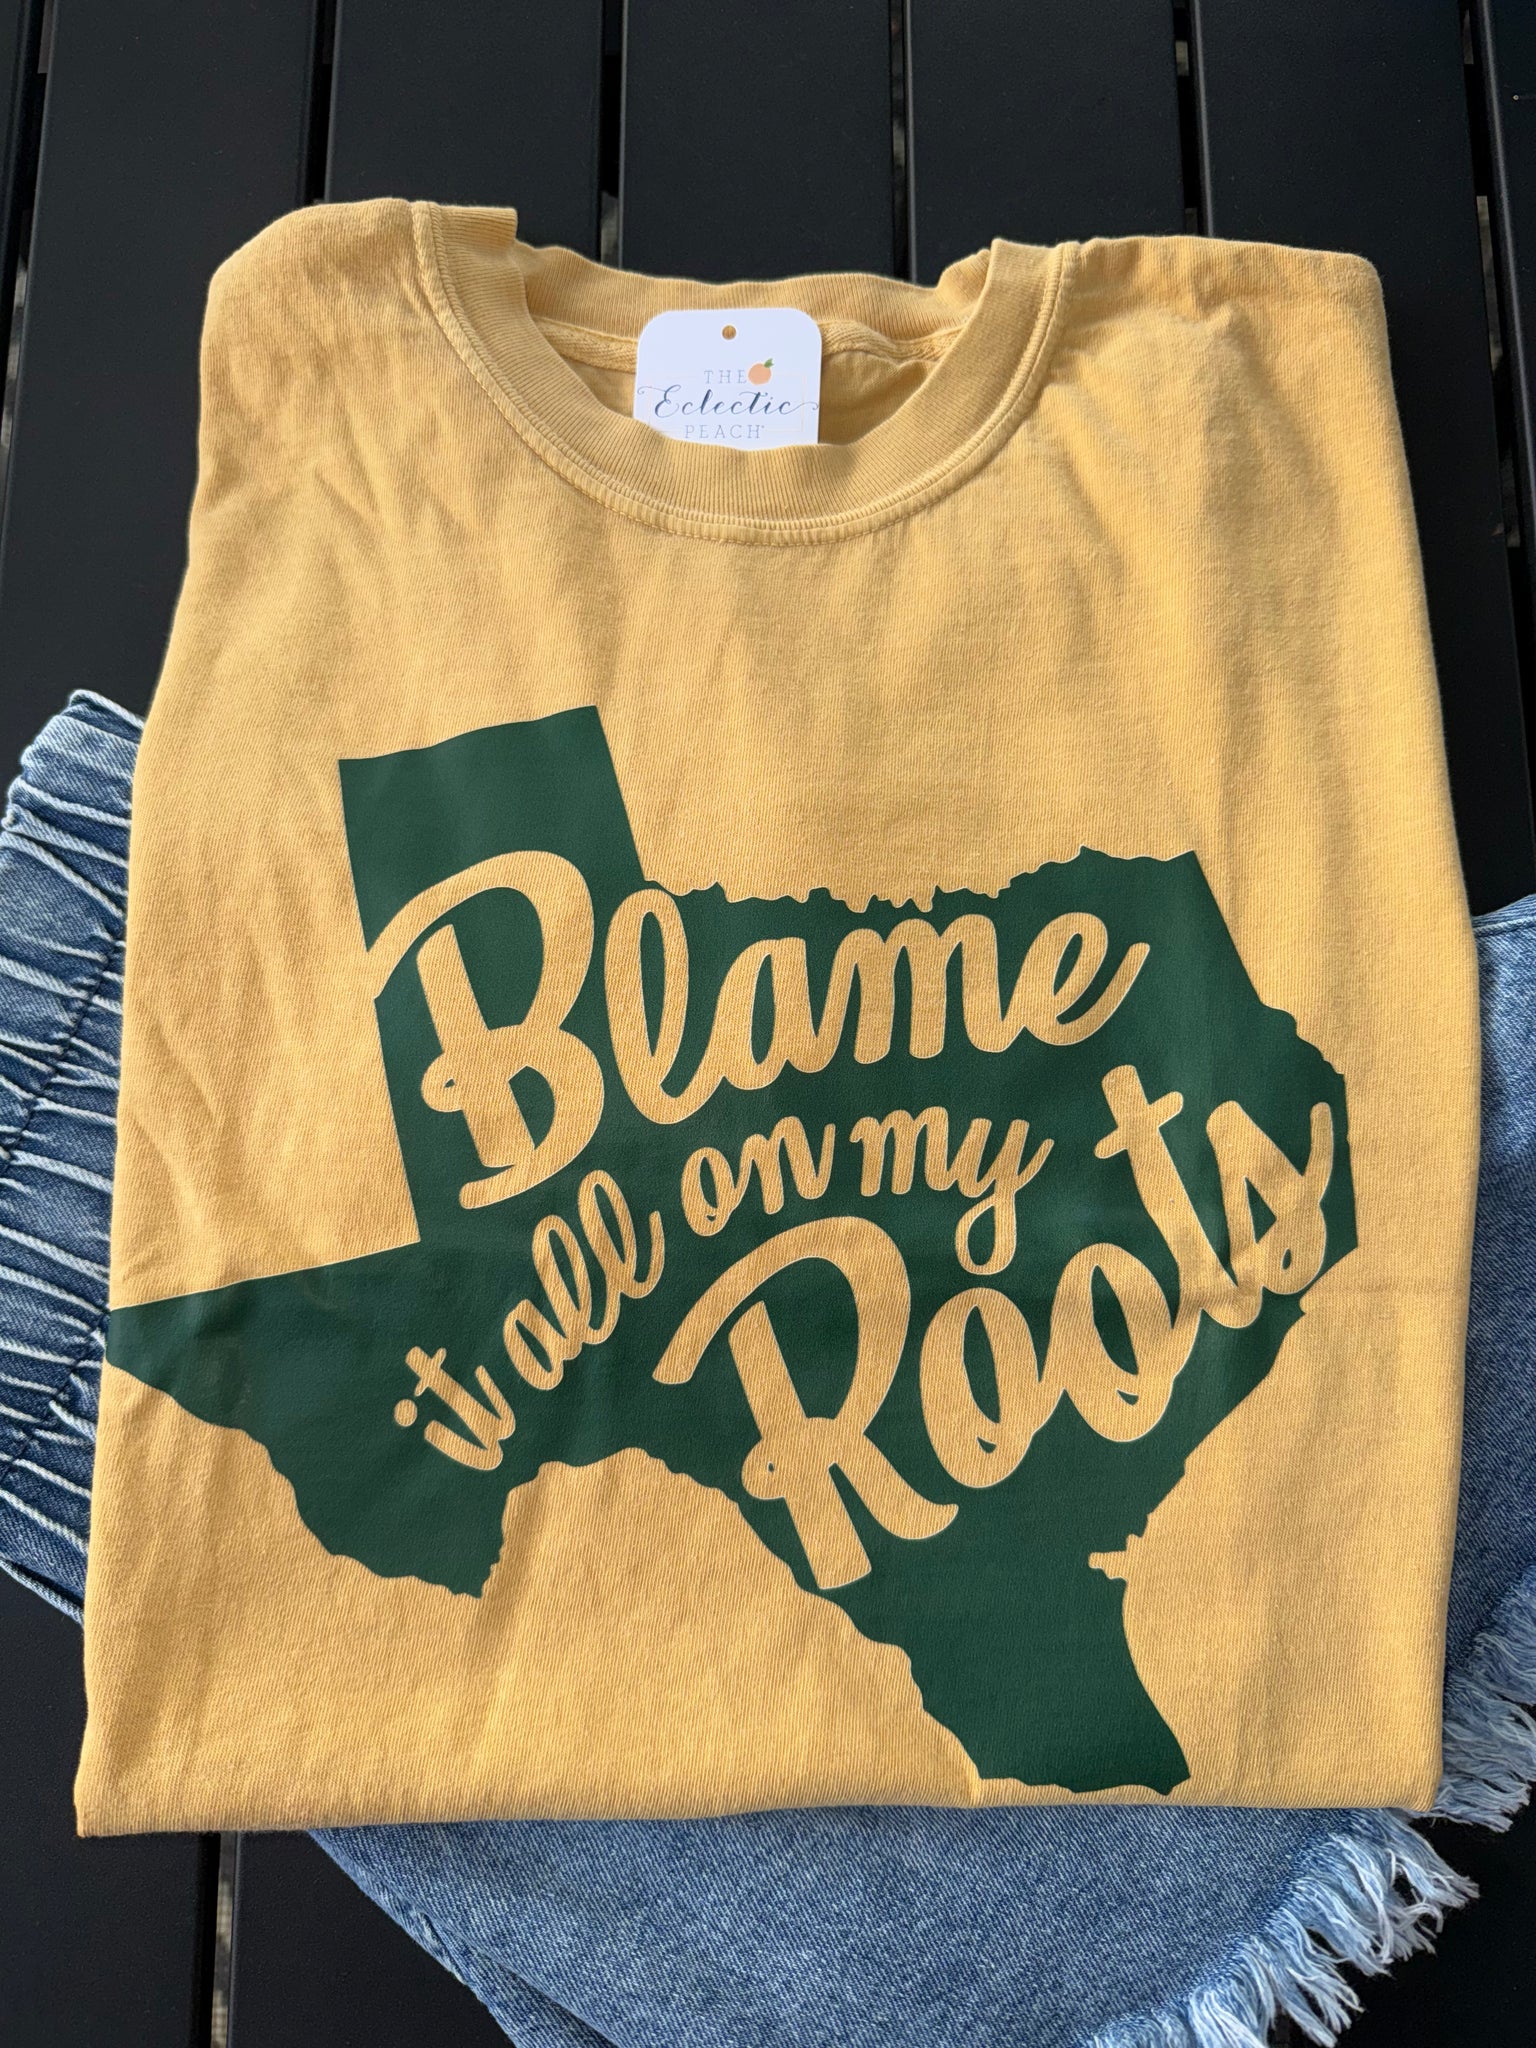 THE
Eclectic
PEACH
Blame
it all on my
Roots